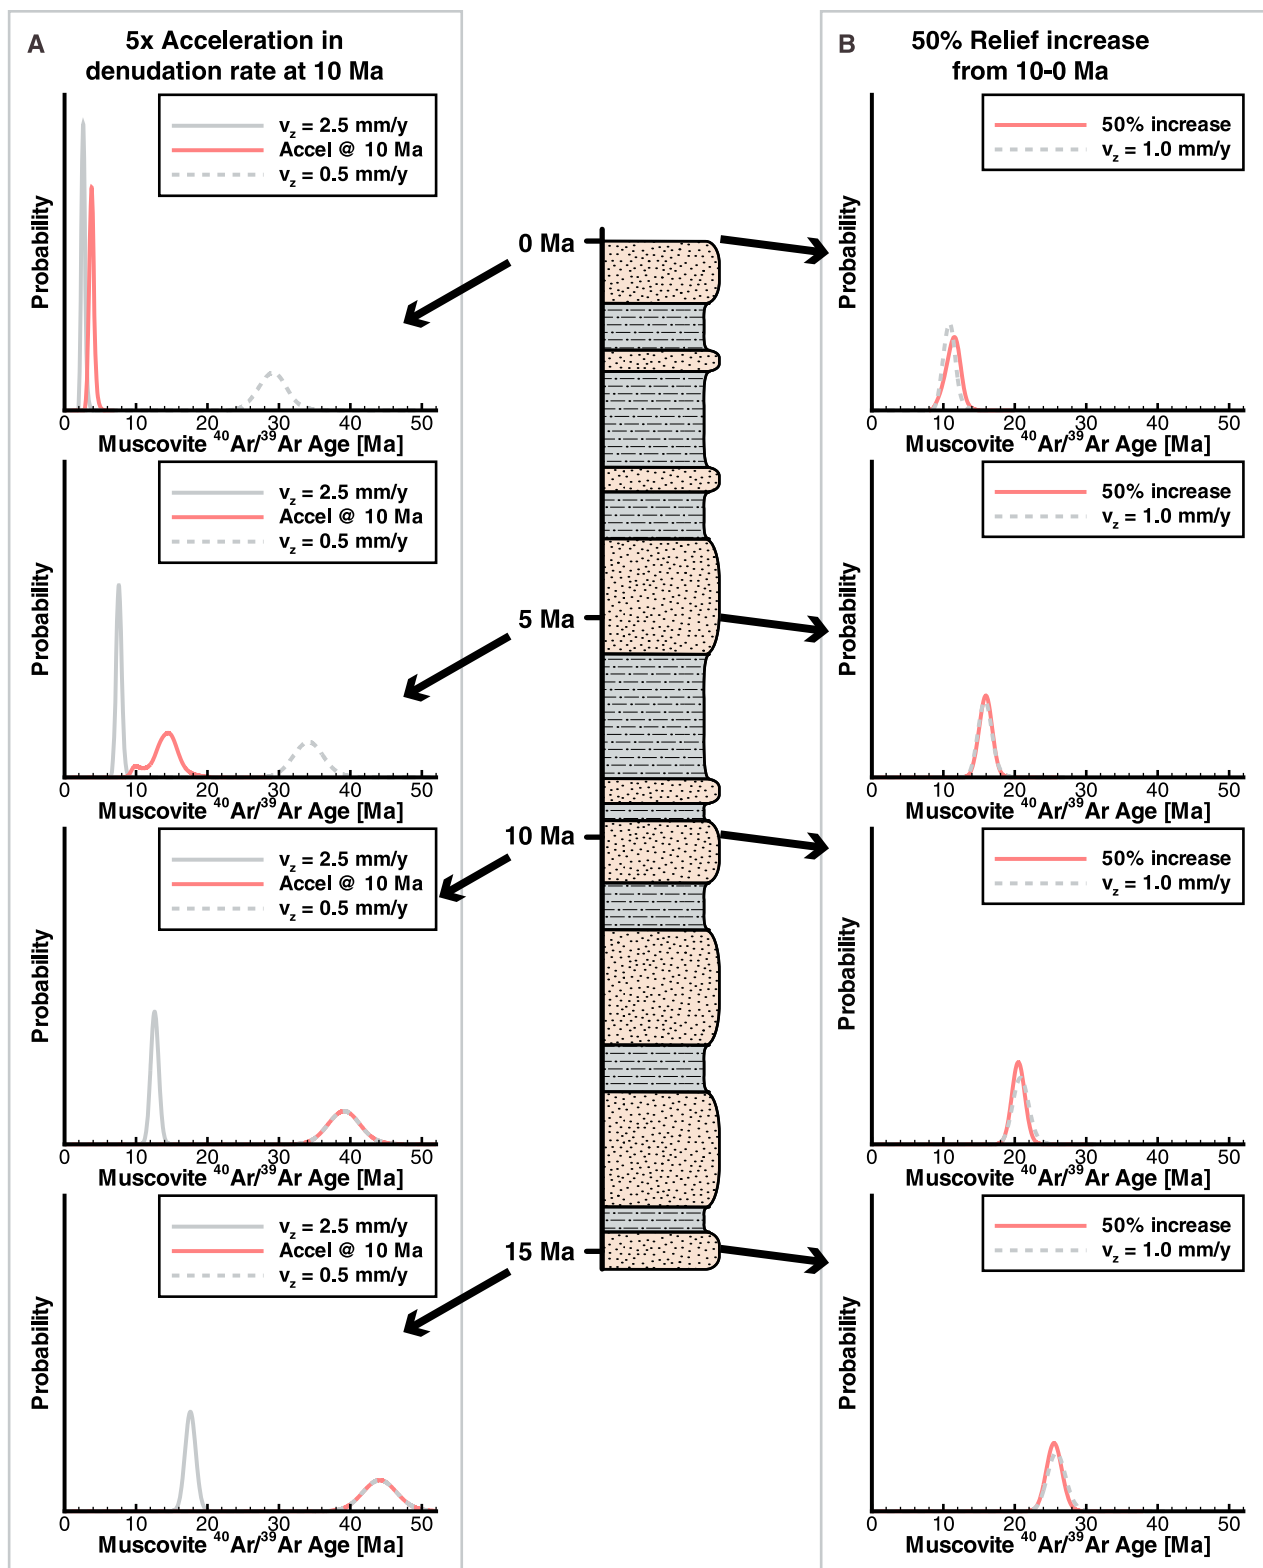 A
5x Acceleration in
denudation rate at 10 Ma
v_z = 2.5 mm/y
Accel @ 10 Ma
v_z = 0.5 mm/y
Probability
0 10 20 30 40 50
Muscovite ⁴⁰Ar/³⁹Ar Age [Ma]
v_z = 2.5 mm/y
Accel @ 10 Ma
v_z = 0.5 mm/y
Probability
0 10 20 30 40 50
Muscovite ⁴⁰Ar/³⁹Ar Age [Ma]
v_z = 2.5 mm/y
Accel @ 10 Ma
v_z = 0.5 mm/y
Probability
0 10 20 30 40 50
Muscovite ⁴⁰Ar/³⁹Ar Age [Ma]
v_z = 2.5 mm/y
Accel @ 10 Ma
v_z = 0.5 mm/y
Probability
0 10 20 30 40 50
Muscovite ⁴⁰Ar/³⁹Ar Age [Ma]
0 Ma
5 Ma
10 Ma
15 Ma
B
50% Relief increase
from 10-0 Ma
50% increase
v_z = 1.0 mm/y
Probability
0 10 20 30 40 50
Muscovite ⁴⁰Ar/³⁹Ar Age [Ma]
50% increase
v_z = 1.0 mm/y
Probability
0 10 20 30 40 50
Muscovite ⁴⁰Ar/³⁹Ar Age [Ma]
50% increase
v_z = 1.0 mm/y
Probability
0 10 20 30 40 50
Muscovite ⁴⁰Ar/³⁹Ar Age [Ma]
50% increase
v_z = 1.0 mm/y
Probability
0 10 20 30 40 50
Muscovite ⁴⁰Ar/³⁹Ar Age [Ma]